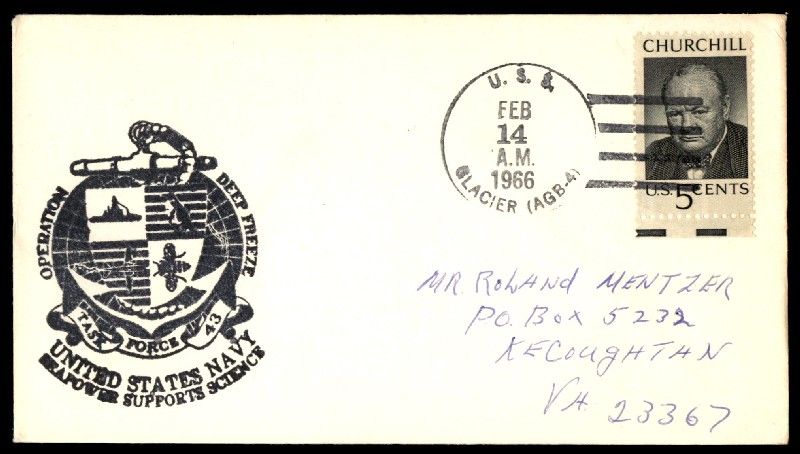 OPERATION DEEP FREEZE
TASK FORCE 43
UNITED STATES NAVY
SEAPOWER SUPPORTS SCIENCE
U. S. S.
FEB
14
A.M.
1966
GLACIER (AGB-4)
CHURCHILL
U.S. 5 CENTS
MR. ROLAND MENTZER
P.O. BOX 5232
KECOUGHTAN
VA 23367